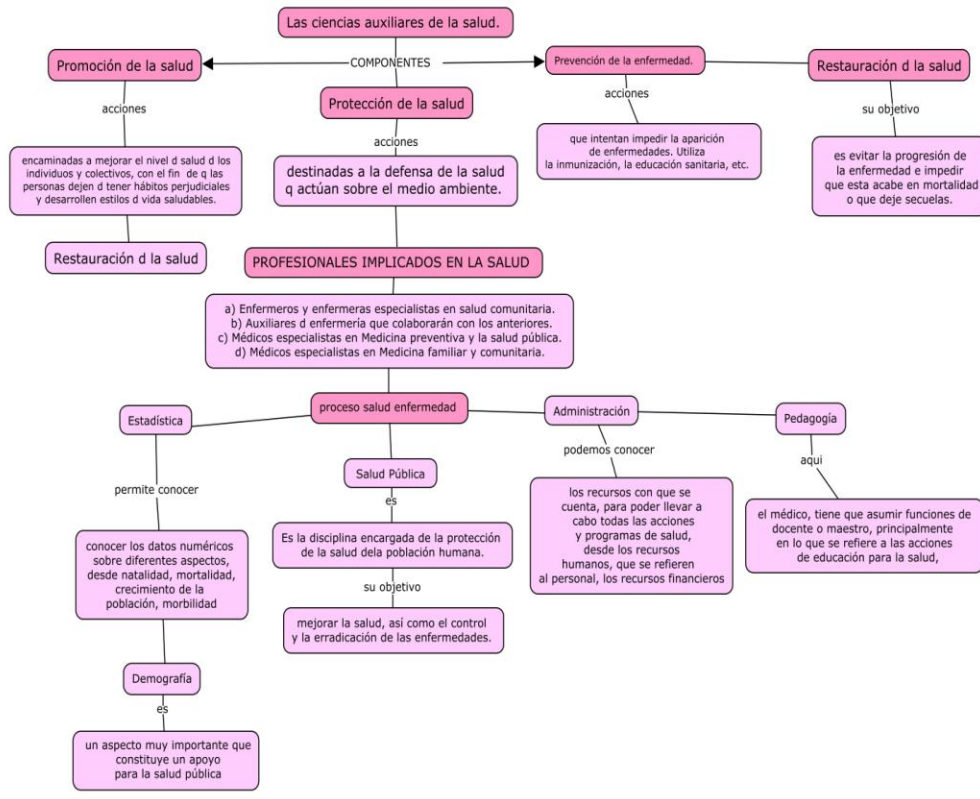 Las ciencias auxiliares de la salud.
COMPONENTES
Promoción de la salud
acciones
encaminadas a mejorar el nivel d salud d los
individuos y colectivos, con el fin de q las
personas dejen d tener hábitos perjudiciales
y desarrollen estilos d vida saludables.
Restauración d la salud
Protección de la salud
acciones
destinadas a la defensa de la salud
q actúan sobre el medio ambiente.
Prevención de la enfermedad.
acciones
que intentan impedir la aparición
de enfermedades. Utiliza
la inmunización, la educación sanitaria, etc.
Restauración d la salud
su objetivo
es evitar la progresión de
la enfermedad e impedir
que esta acabe en mortalidad
o que deje secuelas.
PROFESIONALES IMPLICADOS EN LA SALUD
a) Enfermeros y enfermeras especialistas en salud comunitaria.
b) Auxiliares d enfermería que colaborarán con los anteriores.
c) Médicos especialistas en Medicina preventiva y la salud pública.
d) Médicos especialistas en Medicina familiar y comunitaria.
proceso salud enfermedad
Estadística
permite conocer
conocer los datos numéricos
sobre diferentes aspectos,
desde natalidad, mortalidad,
crecimiento de la
población, morbilidad
Demografía
es
un aspecto muy importante que
constituye un apoyo
para la salud pública
Salud Pública
es
Es la disciplina encargada de la protección
de la salud dela población humana.
su objetivo
mejorar la salud, así como el control
y la erradicación de las enfermedades.
Administración
podemos conocer
los recursos con que se
cuenta, para poder llevar a
cabo todas las acciones
y programas de salud,
desde los recursos
humanos, que se refieren
al personal, los recursos financieros
Pedagogía
aqui
el médico, tiene que asumir funciones de
docente o maestro, principalmente
en lo que se refiere a las acciones
de educación para la salud,